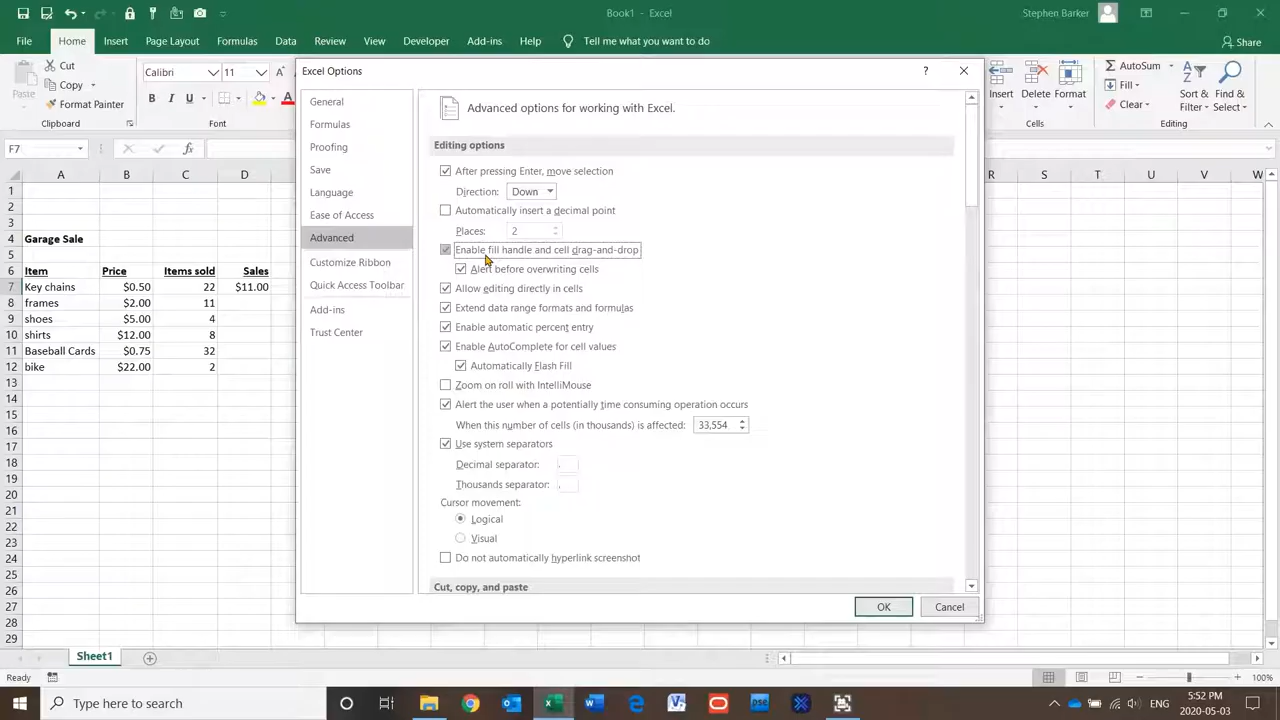 Book1 - Excel
Stephen Barker
File Home Insert Page Layout Formulas Data Review View Developer Add-ins Help Tell me what you want to do
Share
Cut
Copy
Format Painter
Paste
Clipboard
Calibri 11
B I U
Font
Insert Delete Format
Cells
AutoSum
Fill
Clear
Sort & Filter
Find & Select
Editing
F7
fx
A B C D R S T U V W
1
2
3
4 Garage Sale
5
6 Item Price Items sold Sales
7 Key chains $0.50 22 $11.00
8 frames $2.00 11
9 shoes $5.00 4
10 shirts $12.00 8
11 Baseball Cards $0.75 32
12 bike $22.00 2
13
14
15
16
17
18
19
20
21
22
23
24
25
26
27
28
29
Excel Options
?
General
Formulas
Proofing
Save
Language
Ease of Access
Advanced
Customize Ribbon
Quick Access Toolbar
Add-ins
Trust Center
Advanced options for working with Excel.
Editing options
After pressing Enter, move selection
Direction: Down
Automatically insert a decimal point
Places: 2
Enable fill handle and cell drag-and-drop
Alert before overwriting cells
Allow editing directly in cells
Extend data range formats and formulas
Enable automatic percent entry
Enable AutoComplete for cell values
Automatically Flash Fill
Zoom on roll with IntelliMouse
Alert the user when a potentially time consuming operation occurs
When this number of cells (in thousands) is affected: 33,554
Use system separators
Decimal separator: .
Thousands separator: ,
Cursor movement:
Logical
Visual
Do not automatically hyperlink screenshot
Cut, copy, and paste
OK Cancel
Sheet1
Ready
100%
Type here to search
ENG
5:52 PM
2020-05-03